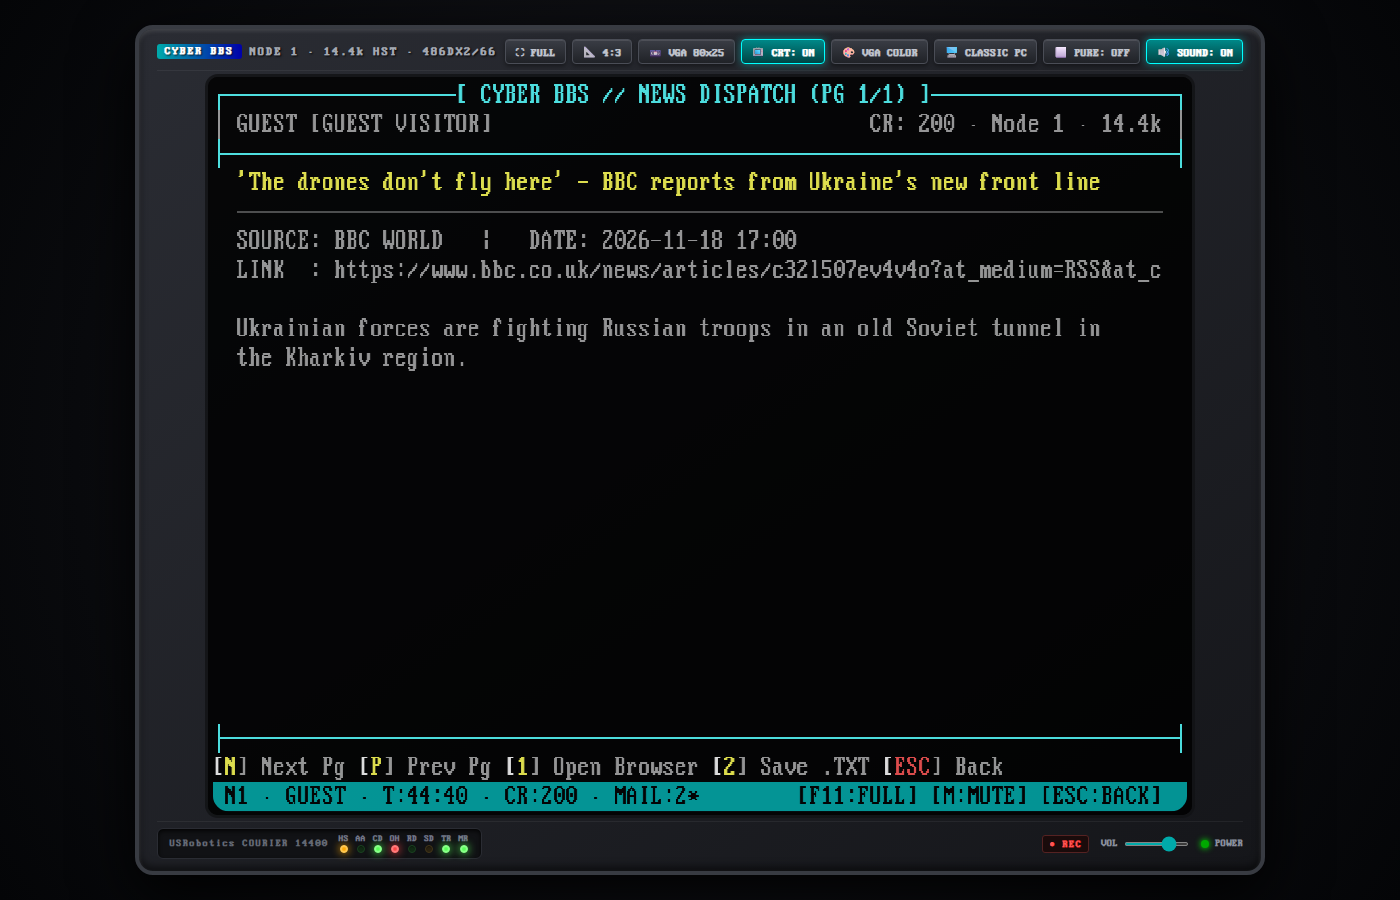 CYBER BBS NODE 1 · 14.4k HST · 486DX2/66 FULL 4:3 VGA 80x25 CRT: ON VGA COLOR CLASSIC PC PURE: OFF SOUND: ON
[ CYBER BBS // NEWS DISPATCH (PG 1/1) ]
GUEST [GUEST VISITOR] CR: 200 · Node 1 · 14.4k
'The drones don't fly here' - BBC reports from Ukraine's new front line
SOURCE: BBC WORLD ¦ DATE: 2026-11-18 17:00
LINK : https://www.bbc.co.uk/news/articles/c32l507ev4v4o?at_medium=RSS&at_c
Ukrainian forces are fighting Russian troops in an old Soviet tunnel in
the Kharkiv region.
[N] Next Pg [P] Prev Pg [1] Open Browser [2] Save .TXT [ESC] Back
N1 · GUEST · T:44:40 · CR:200 · MAIL:2* [F11:FULL] [M:MUTE] [ESC:BACK]
USRobotics COURIER 14400 HS AA CD OH RD SD TR MR ● REC VOL POWER